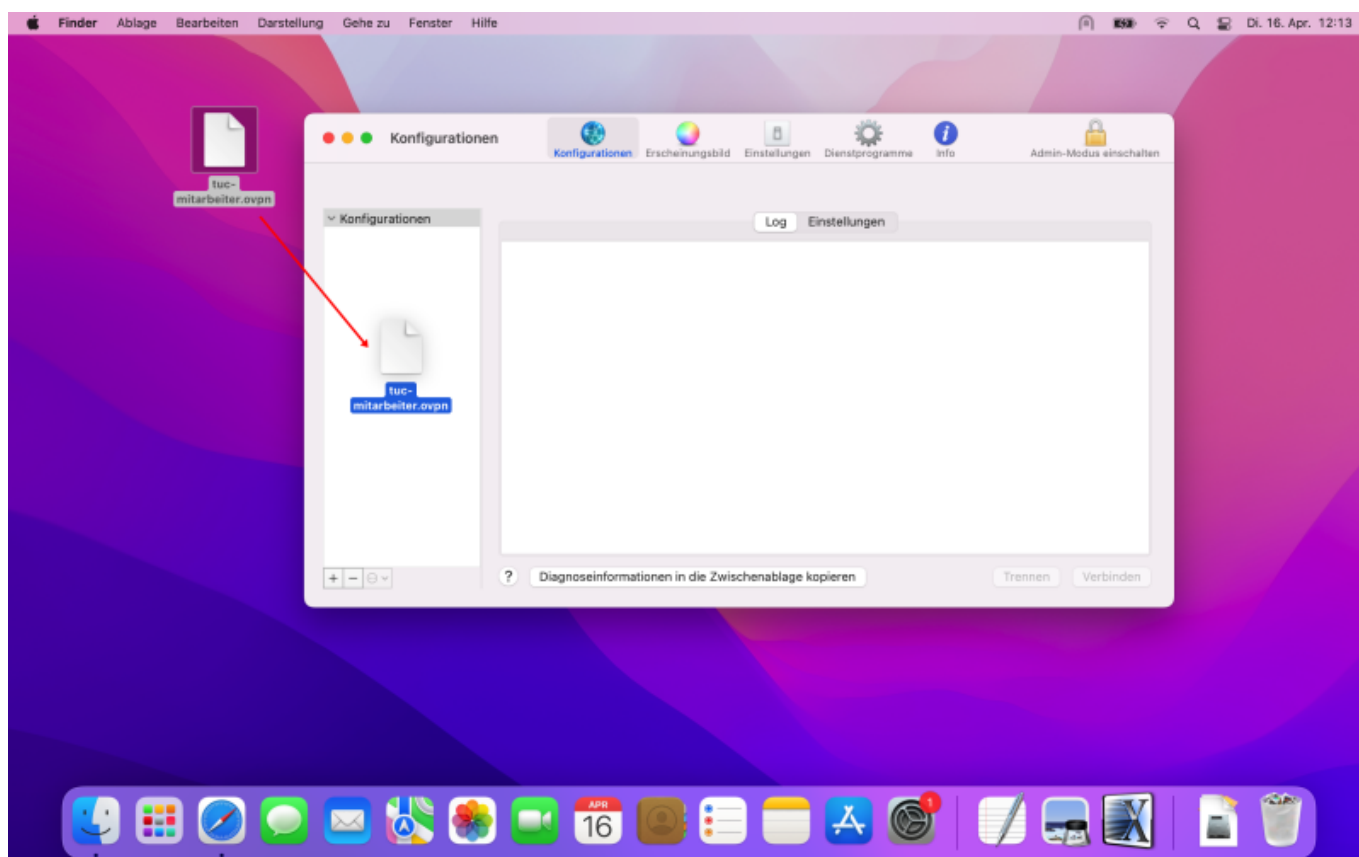 Finder Ablage Bearbeiten Darstellung Gehe zu Fenster Hilfe Di. 16. Apr. 12:13
tuc-
mitarbeiter.ovpn
Konfigurationen
Konfigurationen Erscheinungsbild Einstellungen Dienstprogramme Info Admin-Modus einschalten
Konfigurationen
Log Einstellungen
tuc-
mitarbeiter.ovpn
+ −
? Diagnoseinformationen in die Zwischenablage kopieren Trennen Verbinden
APR
16
1